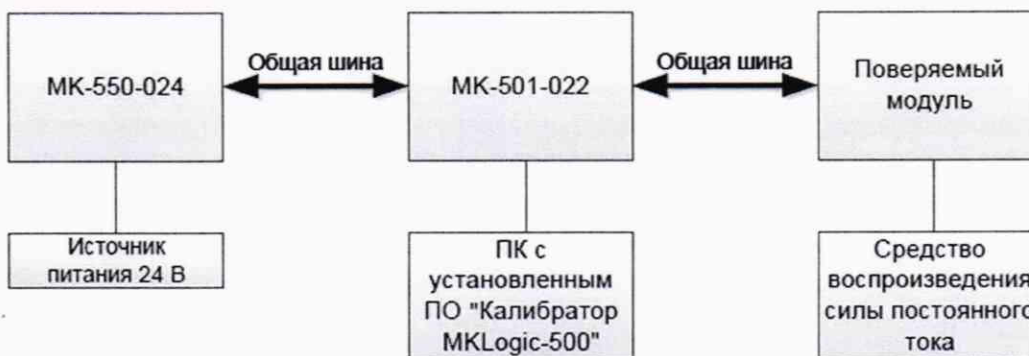 МК-550-024
Общая шина
МК-501-022
Общая шина
Поверяемый
модуль
Источник
питания 24 В
ПК с
установленным
ПО "Калибратор
MKLogic-500"
Средство
воспроизведения
силы постоянного
тока